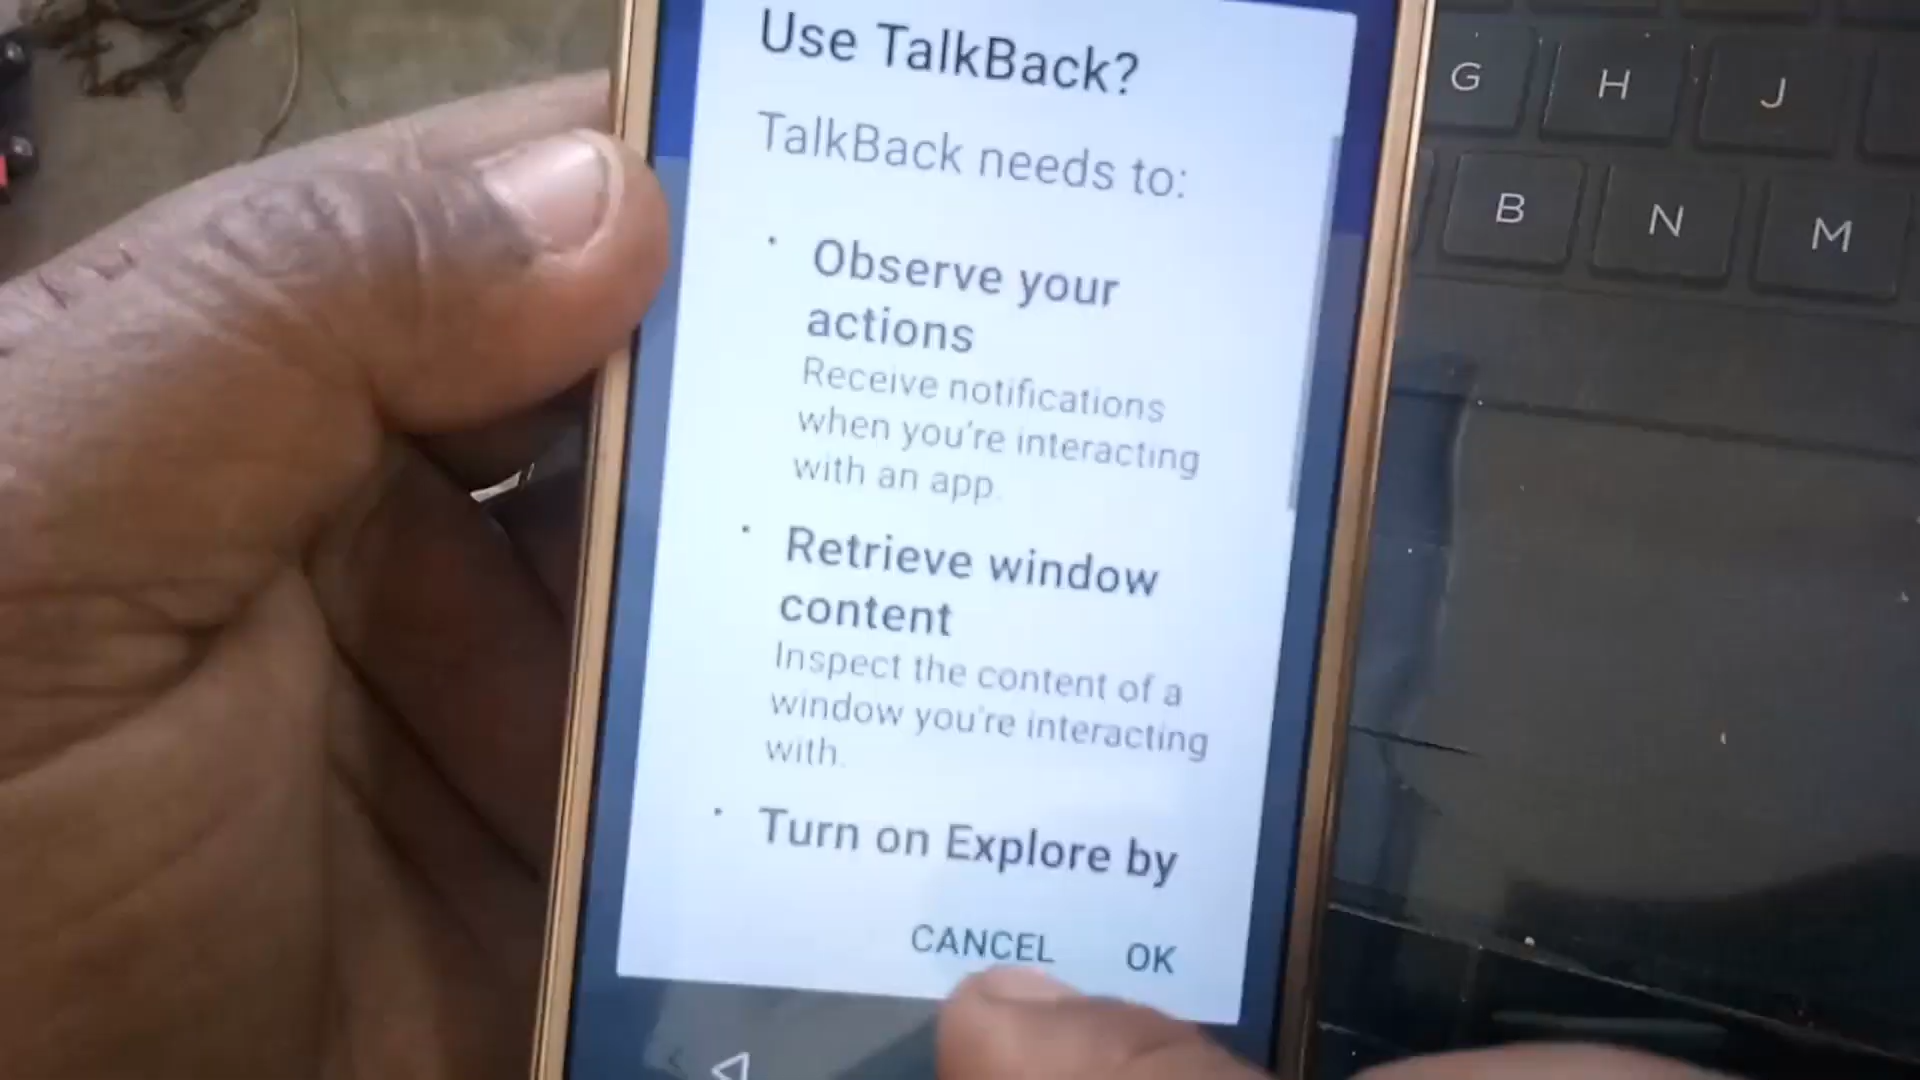 Use TalkBack?
TalkBack needs to:
Observe your
actions
Receive notifications
when you're interacting
with an app.
Retrieve window
content
Inspect the content of a
window you're interacting
with.
Turn on Explore by
CANCEL OK
G H J
B N M